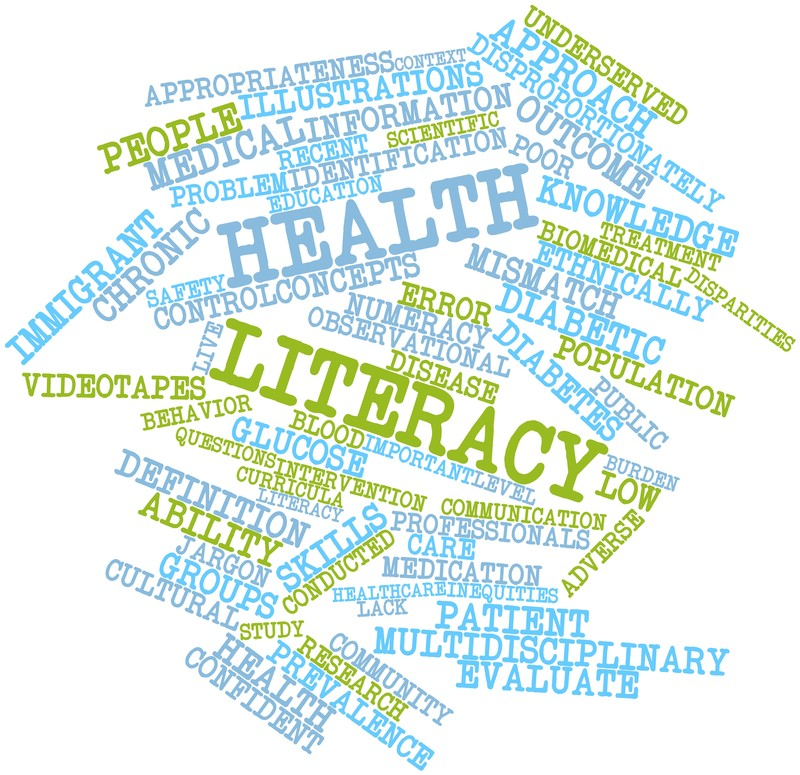 UNDERSERVED
APPROACH
DISPROPORTIONATELY
APPROPRIATENESS
CONTEXT
ILLUSTRATIONS
PEOPLE
MEDICAL
INFORMATION
OUTCOME
SCIENTIFIC
RECENT
IDENTIFICATION
POOR
PROBLEM
EDUCATION
HEALTH
KNOWLEDGE
TREATMENT
BIOMEDICAL
DISPARITIES
ETHNICALLY
MISMATCH
IMMIGRANT
CHRONIC
SAFETY
CONTROL
CONCEPTS
ERROR
NUMERACY
OBSERVATIONAL
DIABETIC
DIABETES
POPULATION
LIVE
LITERACY
DISEASE
PUBLIC
VIDEOTAPES
BEHAVIOR
BLOOD
GLUCOSE
IMPORTANT
LEVEL
BURDEN
LOW
QUESTIONS
INTERVENTION
CURRICULA
LITERACY
DEFINITION
ABILITY
SKILLS
COMMUNICATION
PROFESSIONALS
ADVERSE
CARE
JARGON
GROUPS
CONDUCTED
MEDICATION
CULTURAL
HEALTHCARE
INEQUITIES
LACK
PATIENT
STUDY
MULTIDISCIPLINARY
EVALUATE
COMMUNITY
RESEARCH
HEALTH
PREVALENCE
CONFIDENT